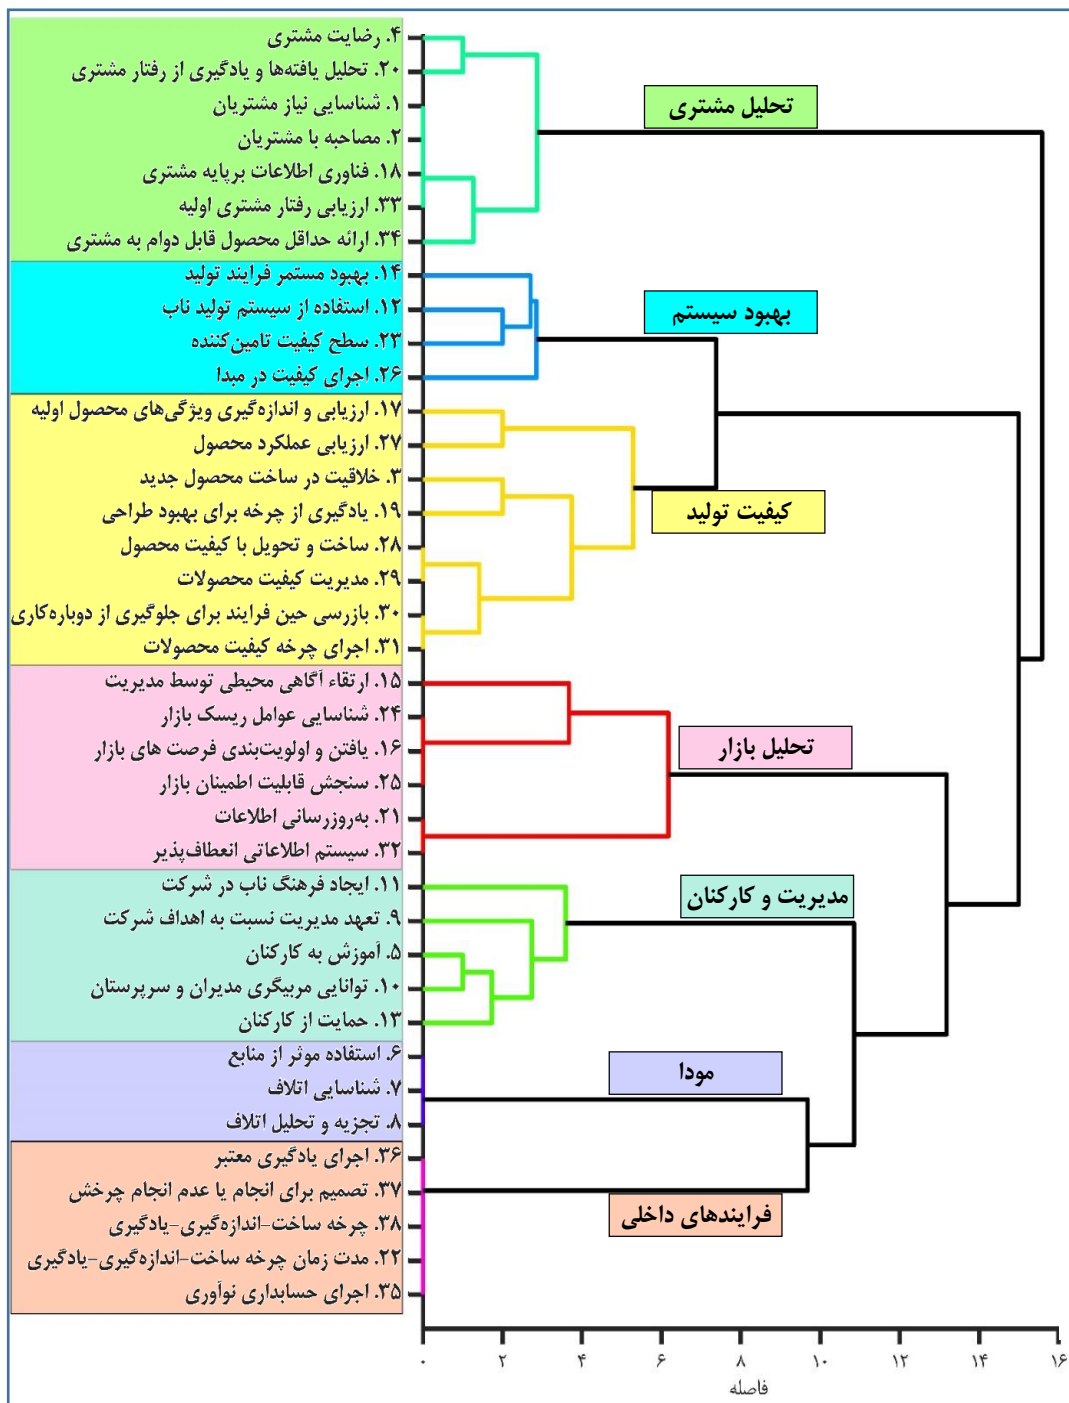 ۴. رضایت مشتری
۲۰. تحلیل یافته‌ها و یادگیری از رفتار مشتری
۱. شناسایی نیاز مشتریان
۲. مصاحبه با مشتریان
۱۸. فناوری اطلاعات برپایه مشتری
۳۳. ارزیابی رفتار مشتری اولیه
۳۴. ارائه حداقل محصول قابل دوام به مشتری
تحلیل مشتری
۱۴. بهبود مستمر فرایند تولید
۱۲. استفاده از سیستم تولید ناب
۲۳. سطح کیفیت تامین‌کننده
۲۶. اجرای کیفیت در مبدا
بهبود سیستم
۱۷. ارزیابی و اندازه‌گیری ویژگی‌های محصول اولیه
۲۷. ارزیابی عملکرد محصول
۳. خلاقیت در ساخت محصول جدید
۱۹. یادگیری از چرخه برای بهبود طراحی
۲۸. ساخت و تحویل با کیفیت محصول
۲۹. مدیریت کیفیت محصولات
۳۰. بازرسی حین فرایند برای جلوگیری از دوباره‌کاری
۳۱. اجرای چرخه کیفیت محصولات
کیفیت تولید
۱۵. ارتقاء آگاهی محیطی توسط مدیریت
۲۴. شناسایی عوامل ریسک بازار
۱۶. یافتن و اولویت‌بندی فرصت های بازار
۲۵. سنجش قابلیت اطمینان بازار
۲۱. به‌روزرسانی اطلاعات
۳۲. سیستم اطلاعاتی انعطاف‌پذیر
تحلیل بازار
۱۱. ایجاد فرهنگ ناب در شرکت
۹. تعهد مدیریت نسبت به اهداف شرکت
۵. آموزش به کارکنان
۱۰. توانایی مربیگری مدیران و سرپرستان
۱۳. حمایت از کارکنان
مدیریت و کارکنان
۶. استفاده موثر از منابع
۷. شناسایی اتلاف
۸. تجزیه و تحلیل اتلاف
مودا
۳۶. اجرای یادگیری معتبر
۳۷. تصمیم برای انجام یا عدم انجام چرخش
۳۸. چرخه ساخت-اندازه‌گیری-یادگیری
۲۲. مدت زمان چرخه ساخت-اندازه‌گیری-یادگیری
۳۵. اجرای حسابداری نوآوری
فرایندهای داخلی
۰ ۲ ۴ ۶ ۸ ۱۰ ۱۲ ۱۴ ۱۶
فاصله